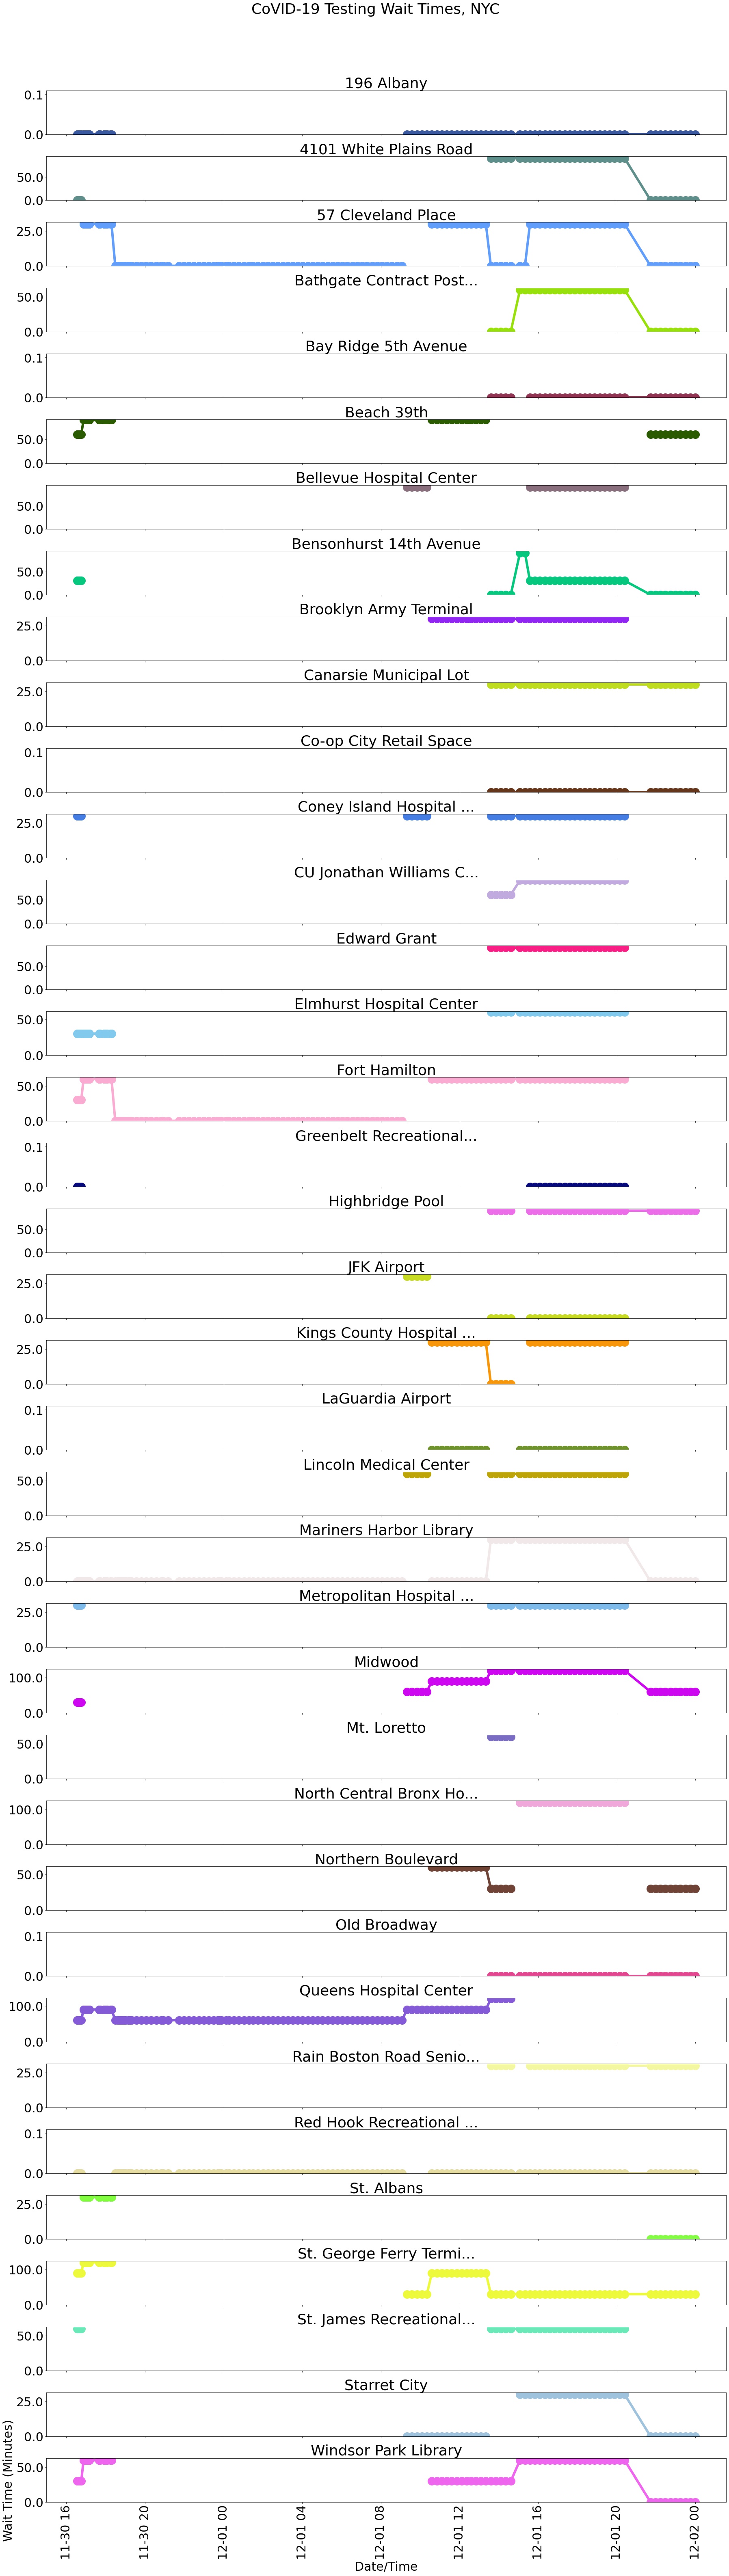 CoVID-19 Testing Wait Times, NYC
196 Albany
0.1
0.0
4101 White Plains Road
50.0
0.0
57 Cleveland Place
25.0
0.0
Bathgate Contract Post...
50.0
0.0
Bay Ridge 5th Avenue
0.1
0.0
Beach 39th
50.0
0.0
Bellevue Hospital Center
50.0
0.0
Bensonhurst 14th Avenue
50.0
0.0
Brooklyn Army Terminal
25.0
0.0
Canarsie Municipal Lot
25.0
0.0
Co-op City Retail Space
0.1
0.0
Coney Island Hospital ...
25.0
0.0
CU Jonathan Williams C...
50.0
0.0
Edward Grant
50.0
0.0
Elmhurst Hospital Center
50.0
0.0
Fort Hamilton
50.0
0.0
Greenbelt Recreational...
0.1
0.0
Highbridge Pool
50.0
0.0
JFK Airport
25.0
0.0
Kings County Hospital ...
25.0
0.0
LaGuardia Airport
0.1
0.0
Lincoln Medical Center
50.0
0.0
Mariners Harbor Library
25.0
0.0
Metropolitan Hospital ...
25.0
0.0
Midwood
100.0
0.0
Mt. Loretto
50.0
0.0
North Central Bronx Ho...
100.0
0.0
Northern Boulevard
50.0
0.0
Old Broadway
0.1
0.0
Queens Hospital Center
100.0
0.0
Rain Boston Road Senio...
25.0
0.0
Red Hook Recreational ...
0.1
0.0
St. Albans
25.0
0.0
St. George Ferry Termi...
100.0
0.0
St. James Recreational...
50.0
0.0
Starret City
25.0
0.0
Windsor Park Library
50.0
0.0
Wait Time (Minutes)
11-30 16
11-30 20
12-01 00
12-01 04
12-01 08
12-01 12
12-01 16
12-01 20
12-02 00
Date/Time